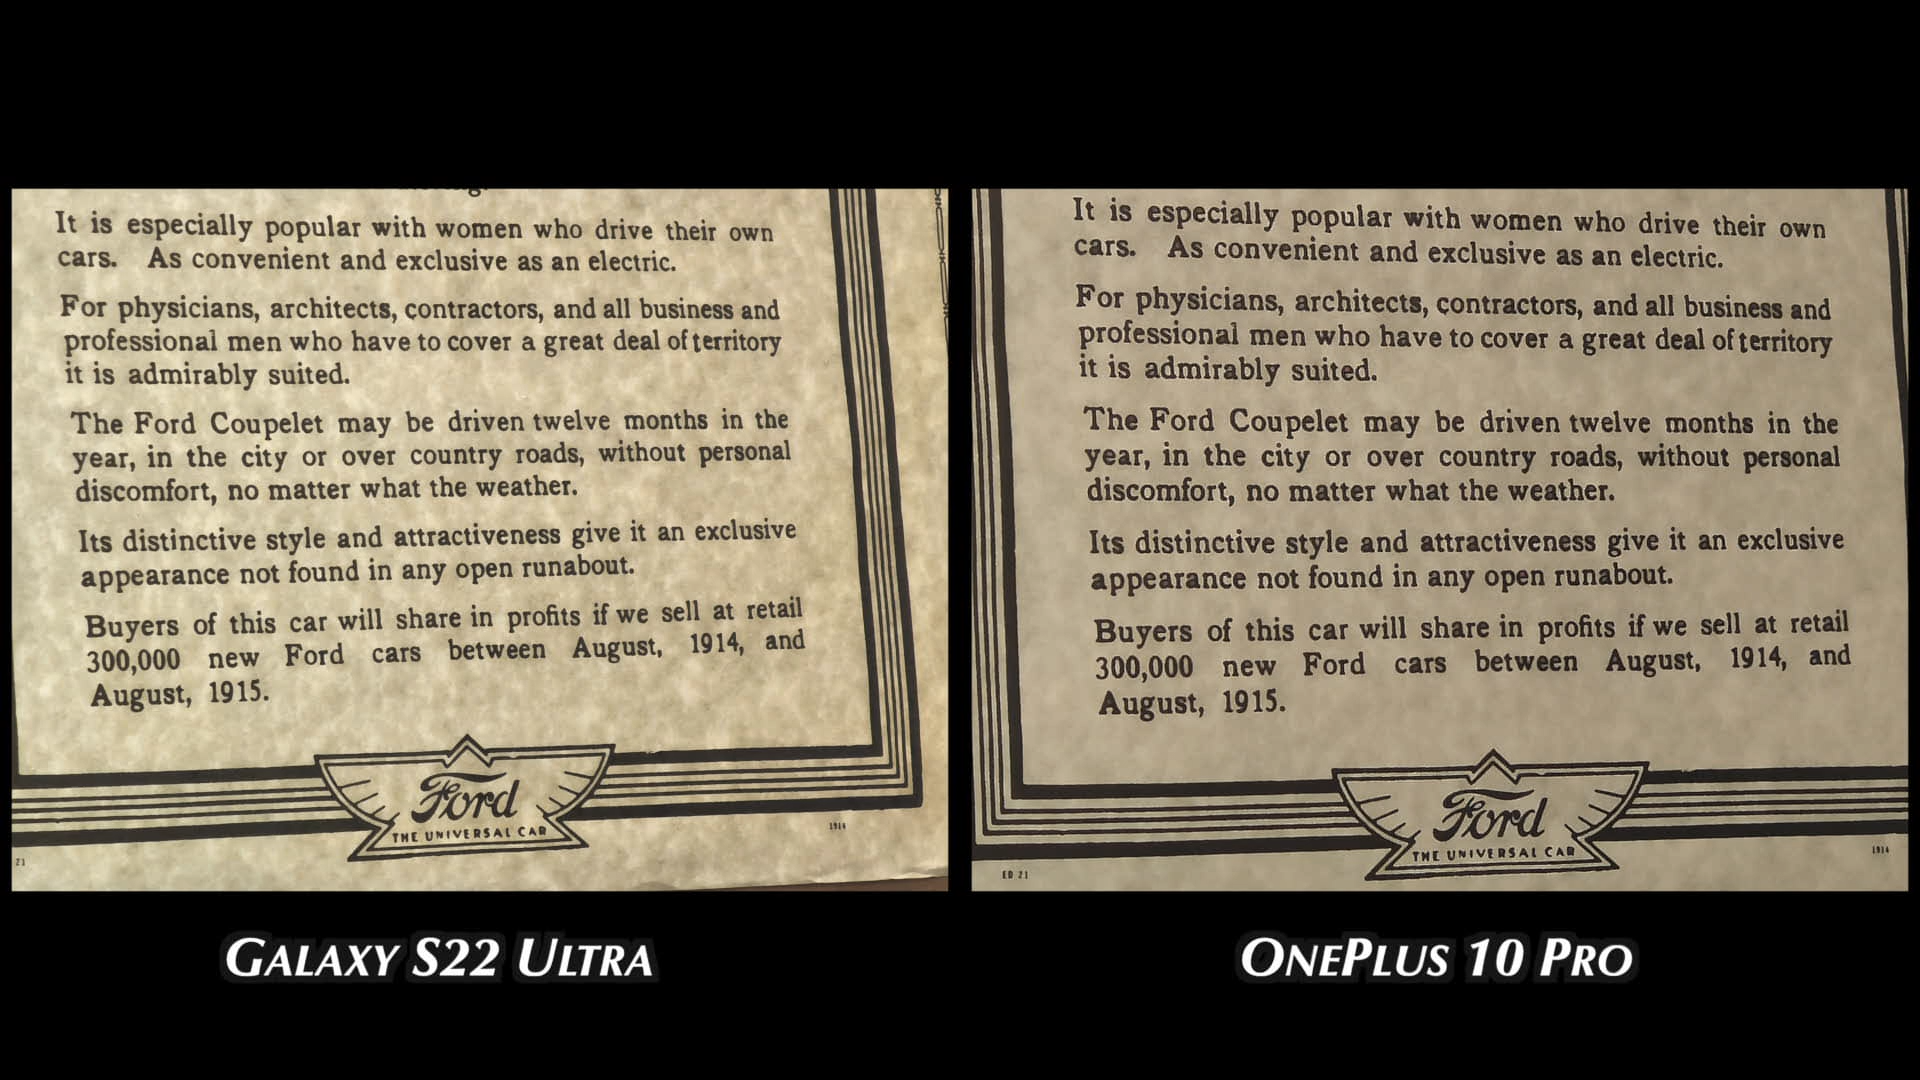 It is especially popular with women who drive their own
cars. As convenient and exclusive as an electric.
For physicians, architects, contractors, and all business and
professional men who have to cover a great deal of territory
it is admirably suited.
The Ford Coupelet may be driven twelve months in the
year, in the city or over country roads, without personal
discomfort, no matter what the weather.
Its distinctive style and attractiveness give it an exclusive
appearance not found in any open runabout.
Buyers of this car will share in profits if we sell at retail
300,000 new Ford cars between August, 1914, and
August, 1915.
Ford
THE UNIVERSAL CAR
1914
21
GALAXY S22 ULTRA
It is especially popular with women who drive their own
cars. As convenient and exclusive as an electric.
For physicians, architects, contractors, and all business and
professional men who have to cover a great deal of territory
it is admirably suited.
The Ford Coupelet may be driven twelve months in the
year, in the city or over country roads, without personal
discomfort, no matter what the weather.
Its distinctive style and attractiveness give it an exclusive
appearance not found in any open runabout.
Buyers of this car will share in profits if we sell at retail
300,000 new Ford cars between August, 1914, and
August, 1915.
Ford
THE UNIVERSAL CAR
1914
ED 21
ONEPLUS 10 PRO